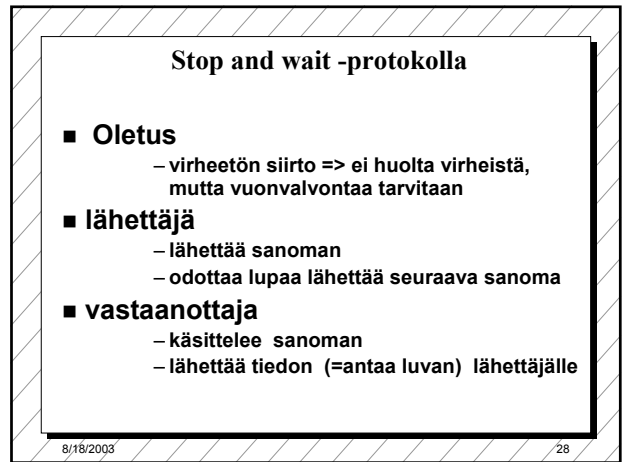 Stop and wait -protokolla
■ Oletus
– virheetön siirto => ei huolta virheistä,
mutta vuonvalvontaa tarvitaan
■ lähettäjä
– lähettää sanoman
– odottaa lupaa lähettää seuraava sanoma
■ vastaanottaja
– käsittelee sanoman
– lähettää tiedon (=antaa luvan) lähettäjälle
8/18/2003 28